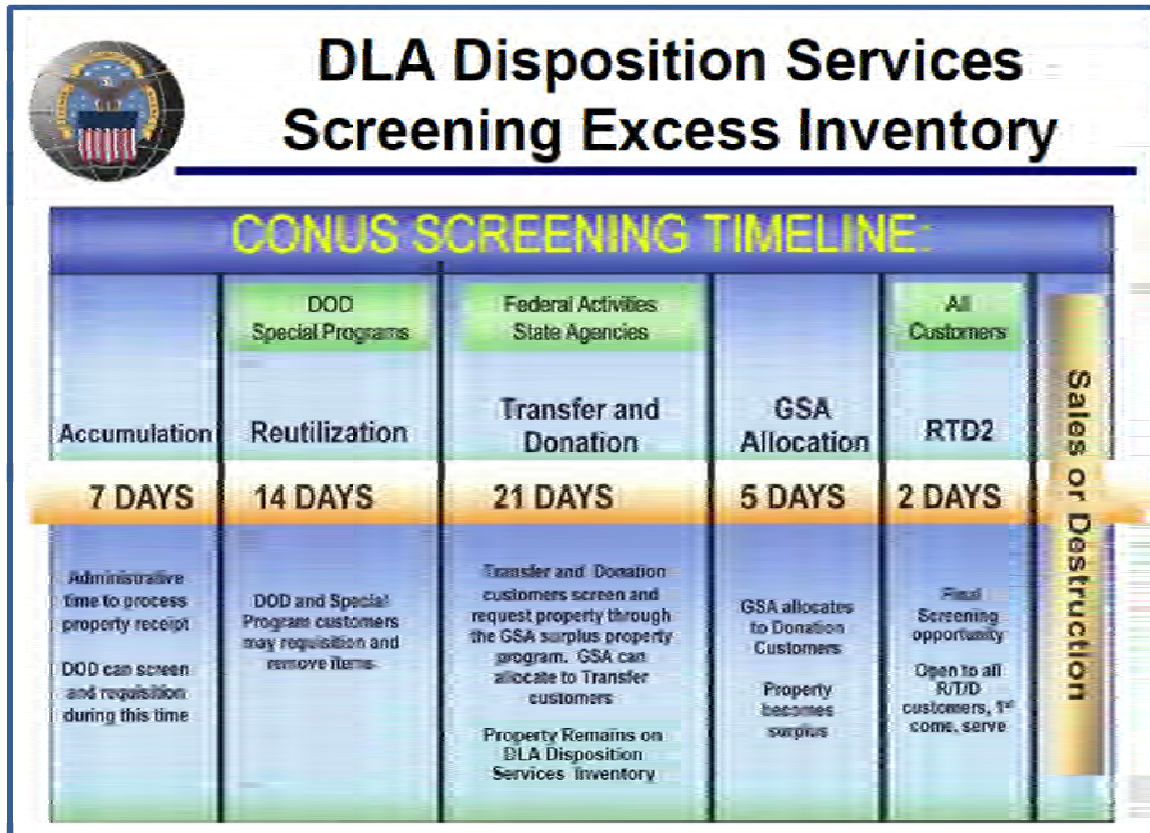 DLA Disposition Services
Screening Excess Inventory
CONUS SCREENING TIMELINE:
DOD
Special Programs
Federal Activities
State Agencies
All
Customers
Accumulation
Reutilization
Transfer and
Donation
GSA
Allocation
RTD2
Sales or Destruction
7 DAYS
14 DAYS
21 DAYS
5 DAYS
2 DAYS
Administrative
time to process
property receipt
DOD can screen
and requisition
during this time
DOD and Special
Program customers
may requisition and
remove items
Transfer and Donation
customers screen and
request property through
the GSA surplus property
program. GSA can
allocate to Transfer
customers
Property Remains on
DLA Disposition
Services Inventory
GSA allocates
to Donation
Customers
Property
becomes
surplus
Final
Screening
opportunity
Open to all
R/T/D
customers, 1st
come, serve